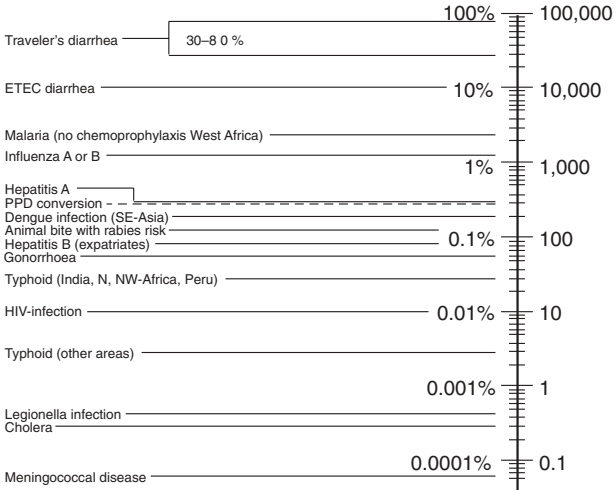 100% 100,000
Traveler's diarrhea 30–8 0 %
ETEC diarrhea 10% 10,000
Malaria (no chemoprophylaxis West Africa)
Influenza A or B
1% 1,000
Hepatitis A
PPD conversion
Dengue infection (SE-Asia)
Animal bite with rabies risk
0.1% 100
Hepatitis B (expatriates)
Gonorrhoea
Typhoid (India, N, NW-Africa, Peru)
HIV-infection 0.01% 10
Typhoid (other areas)
0.001% 1
Legionella infection
Cholera
0.0001% 0.1
Meningococcal disease